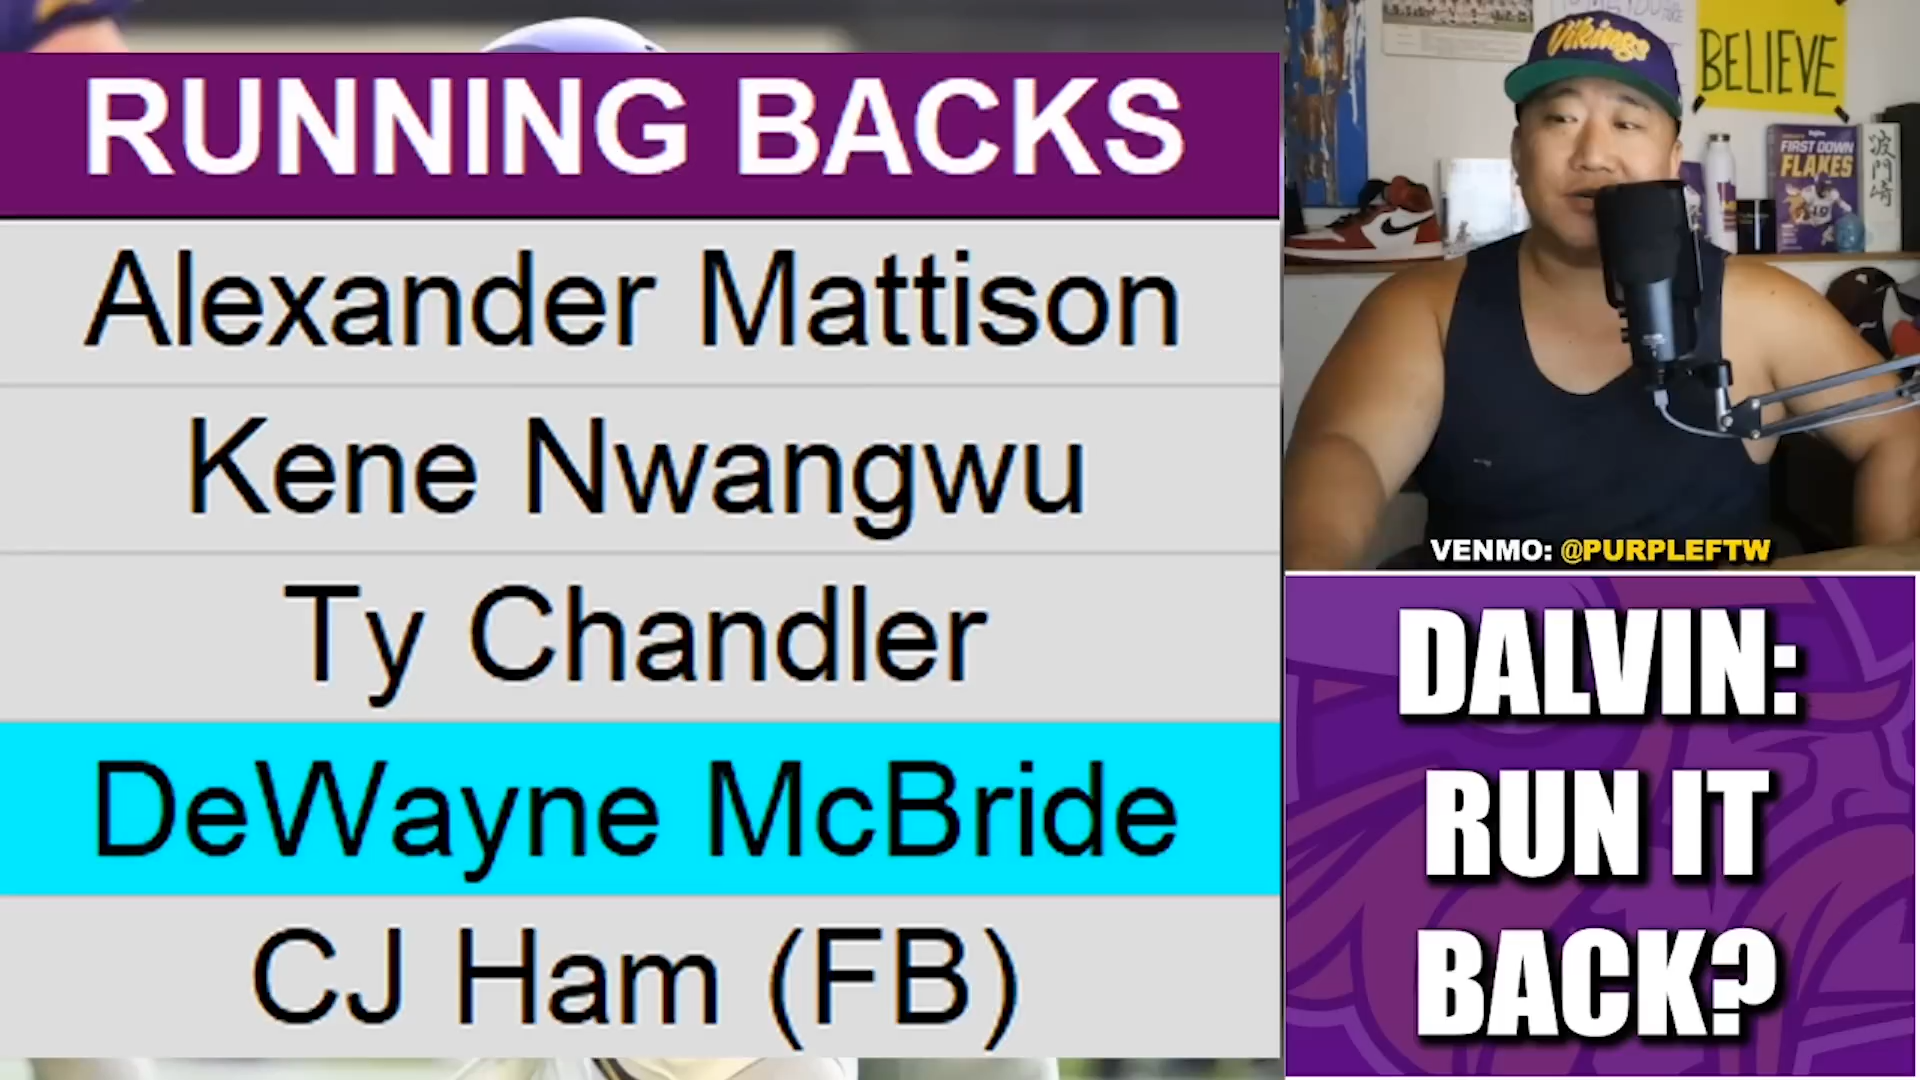 RUNNING BACKS
Alexander Mattison
Kene Nwangwu
Ty Chandler
DeWayne McBride
CJ Ham (FB)
Vikings
BELIEVE
FIRST DOWN
FLAKES
VENMO: @PURPLEFTW
DALVIN:
RUN IT
BACK?